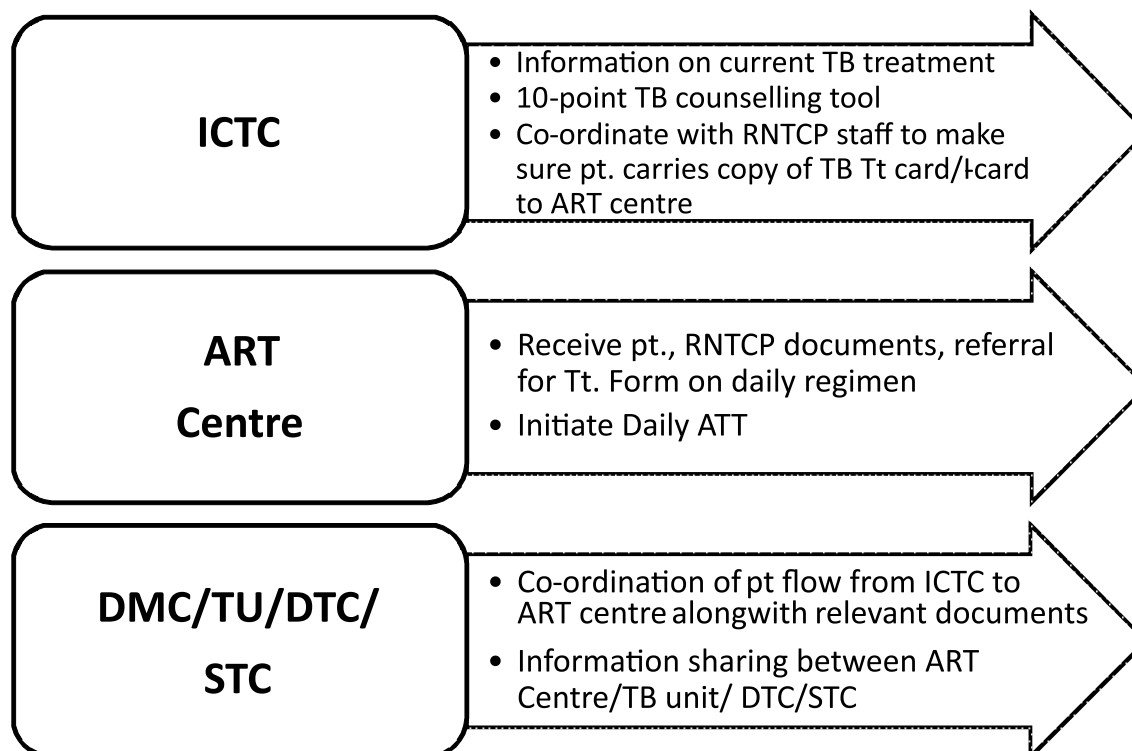 ICTC
• Information on current TB treatment
• 10-point TB counselling tool
• Co-ordinate with RNTCP staff to make
sure pt. carries copy of TB Tt card/I-card
to ART centre
ART
Centre
• Receive pt., RNTCP documents, referral
for Tt. Form on daily regimen
• Initiate Daily ATT
DMC/TU/DTC/
STC
• Co-ordination of pt flow from ICTC to
ART centre alongwith relevant documents
• Information sharing between ART
Centre/TB unit/ DTC/STC